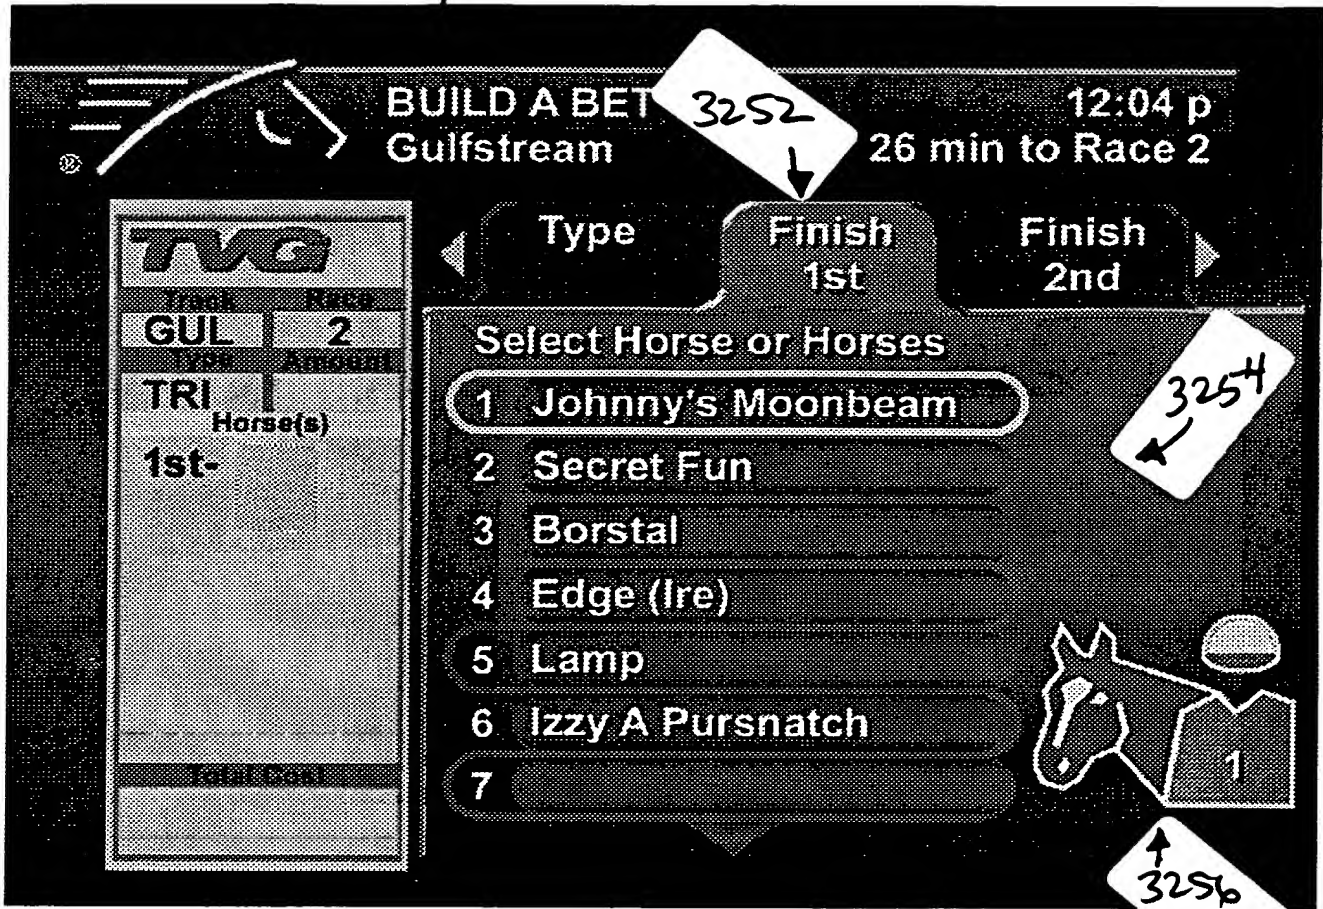 BUILD A BET
Gulfstream
12:04 p
26 min to Race 2
3252
TVG
Track Race
GUL 2
Type Amount
TRI
Horse(s)
1st-
Total Cost
Type
Finish
1st
Finish
2nd
Select Horse or Horses
1 Johnny's Moonbeam
2 Secret Fun
3 Borstal
4 Edge (Ire)
5 Lamp
6 Izzy A Pursnatch
7
3254
1
3256